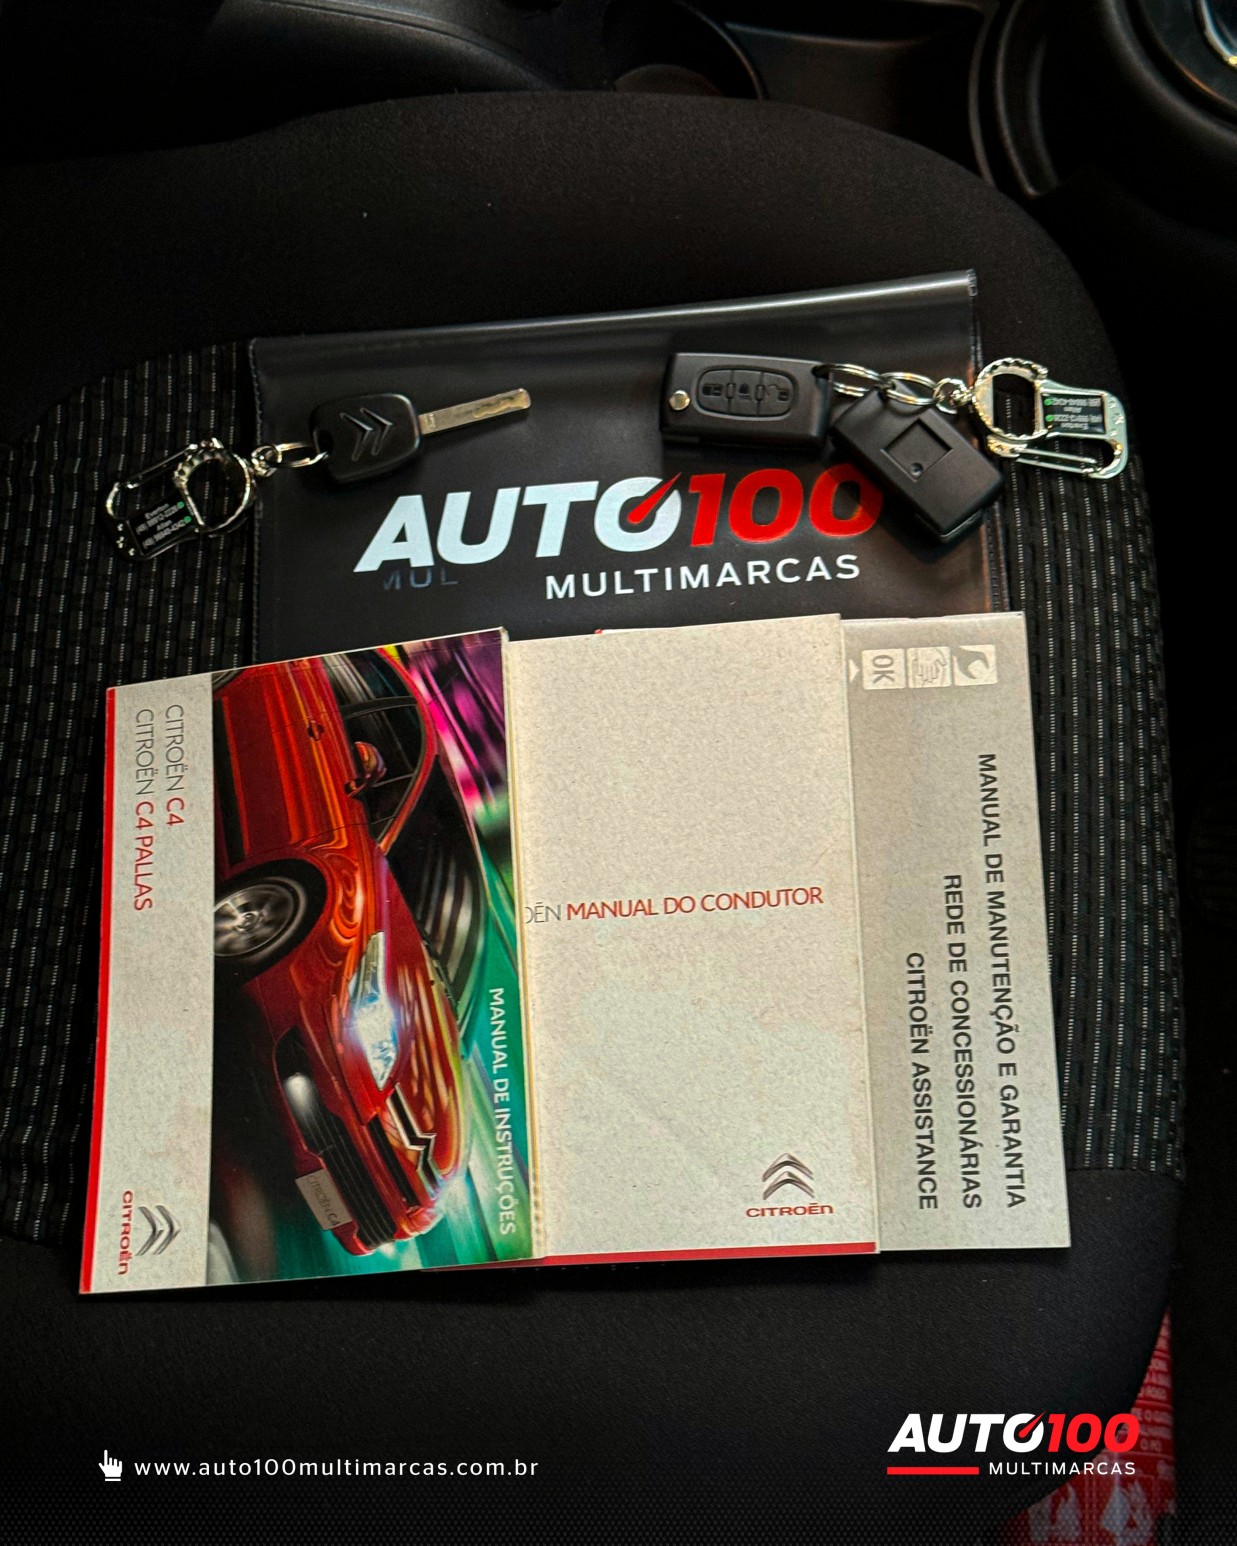 AUTO100
MULTIMARCAS
MUL
CITROËN C4
CITROËN C4 PALLAS
MANUAL DE INSTRUÇÕES
CITROËN
MANUAL DO CONDUTOR
CITROËN
OK
MANUAL DE MANUTENÇÃO E GARANTIA
REDE DE CONCESSIONÁRIAS
CITROËN ASSISTANCE
www.auto100multimarcas.com.br
AUTO100
MULTIMARCAS